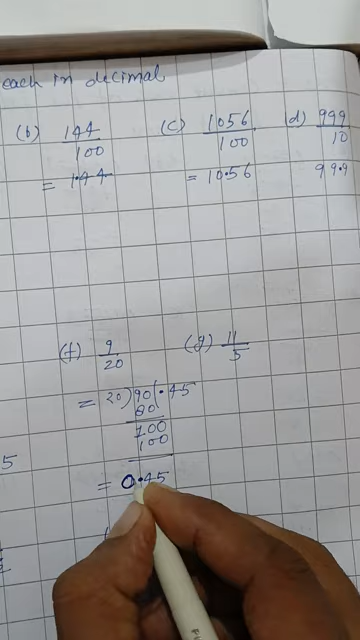 each in decimal
(b) 144/100 (c) 1056/100 (d) 999/10
= 1.44 = 10.56 99.9
(f) 9/20 (g) 11/5
= 20)90(.45
80
100
100
= 0.45
5